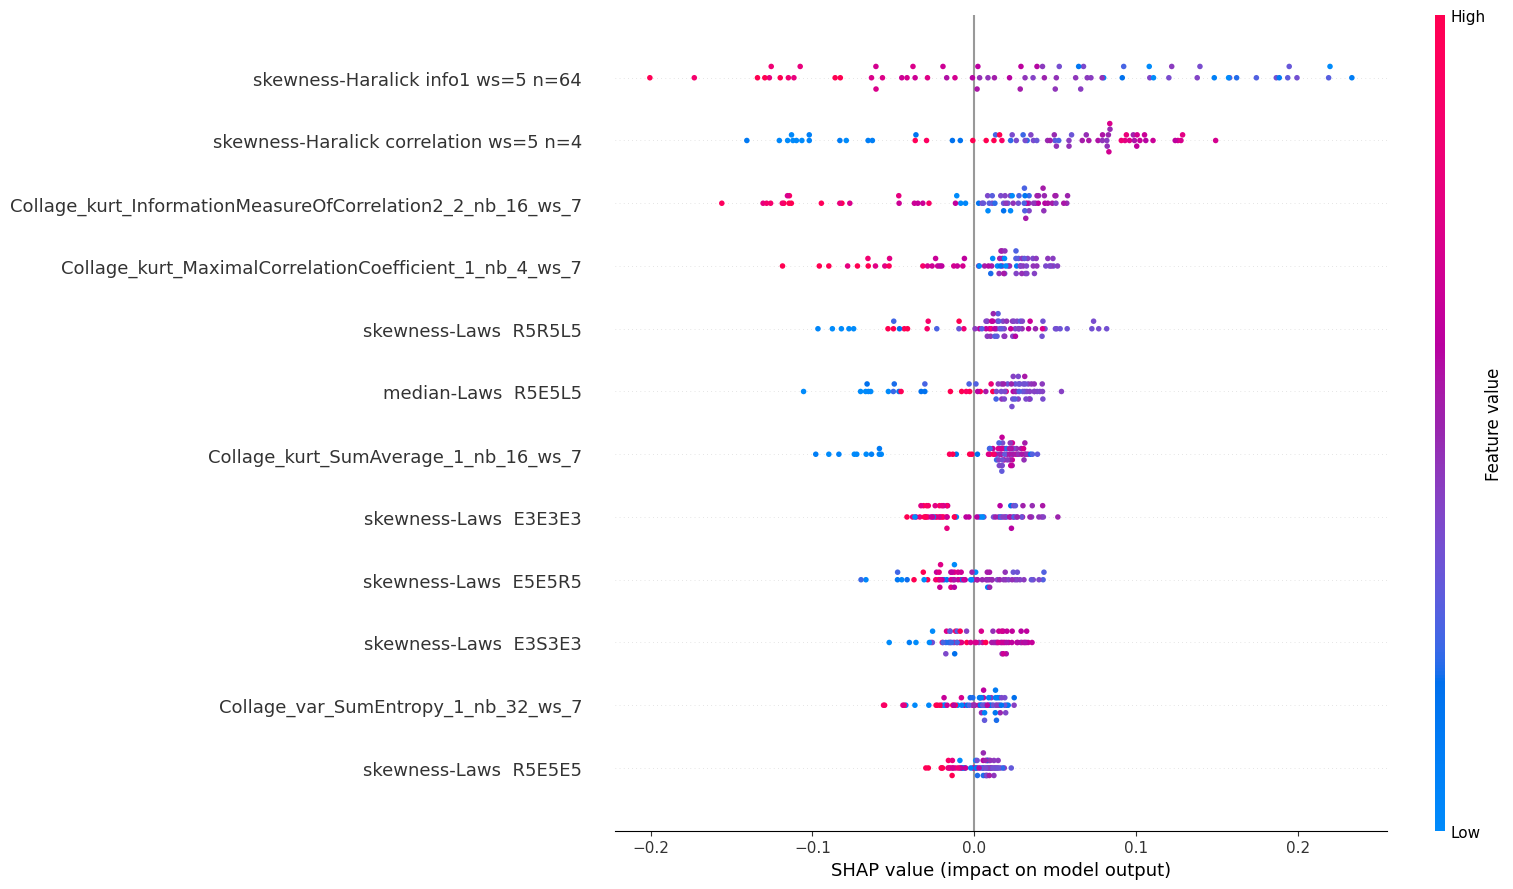 High
skewness-Haralick info1 ws=5 n=64
skewness-Haralick correlation ws=5 n=4
Collage_kurt_InformationMeasureOfCorrelation2_2_nb_16_ws_7
Collage_kurt_MaximalCorrelationCoefficient_1_nb_4_ws_7
skewness-Laws  R5R5L5
median-Laws  R5E5L5
Collage_kurt_SumAverage_1_nb_16_ws_7
skewness-Laws  E3E3E3
skewness-Laws  E5E5R5
skewness-Laws  E3S3E3
Collage_var_SumEntropy_1_nb_32_ws_7
skewness-Laws  R5E5E5
Feature value
Low
−0.2 −0.1 0.0 0.1 0.2
SHAP value (impact on model output)